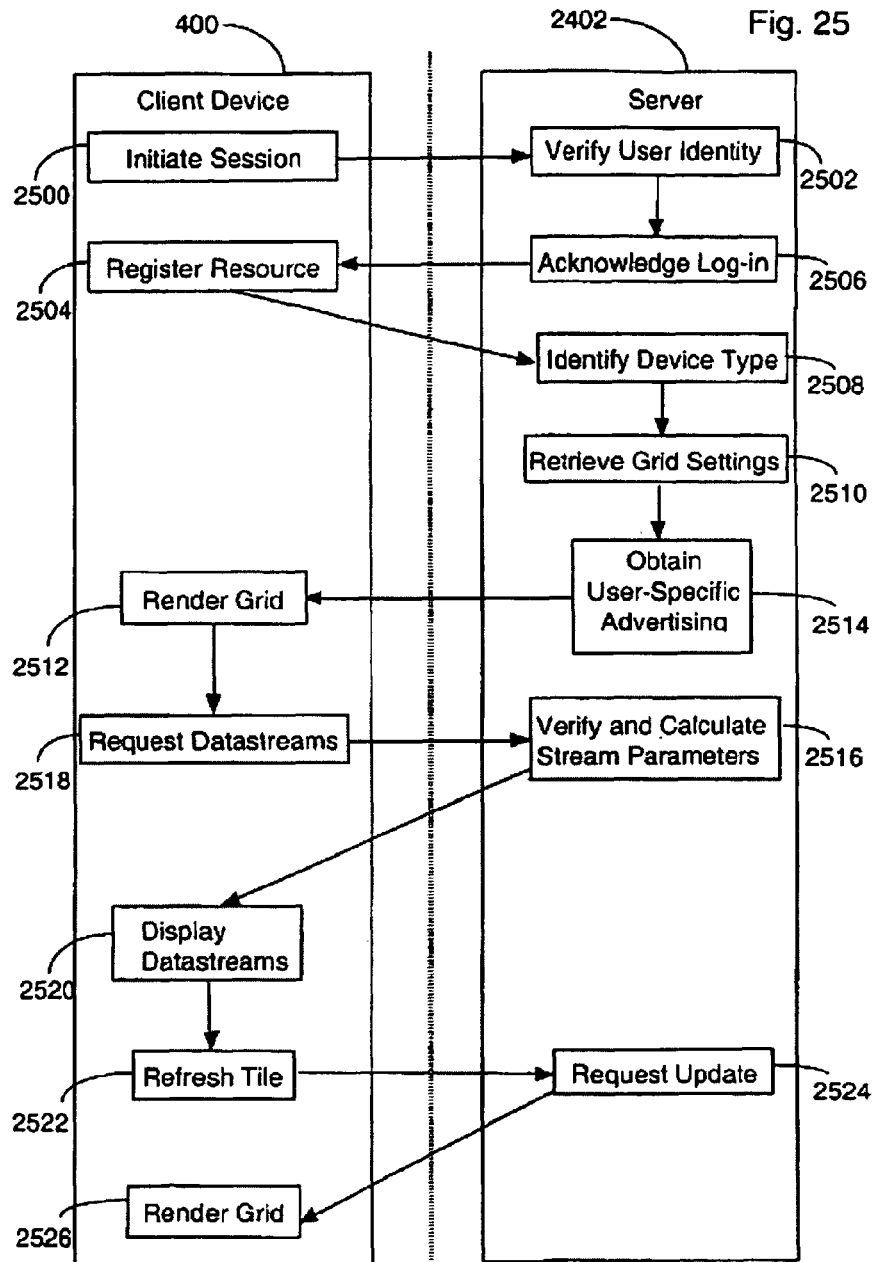 Fig. 25
400
2402
Client Device
Server
Initiate Session
Verify User Identity
2500
2502
Register Resource
Acknowledge Log-in
2504
2506
Identify Device Type
2508
Retrieve Grid Settings
2510
Obtain
User-Specific
Advertising
2514
Render Grid
2512
Request Datastreams
Verify and Calculate
Stream Parameters
2518
2516
Display
Datastreams
2520
Refresh Tile
Request Update
2522
2524
Render Grid
2526